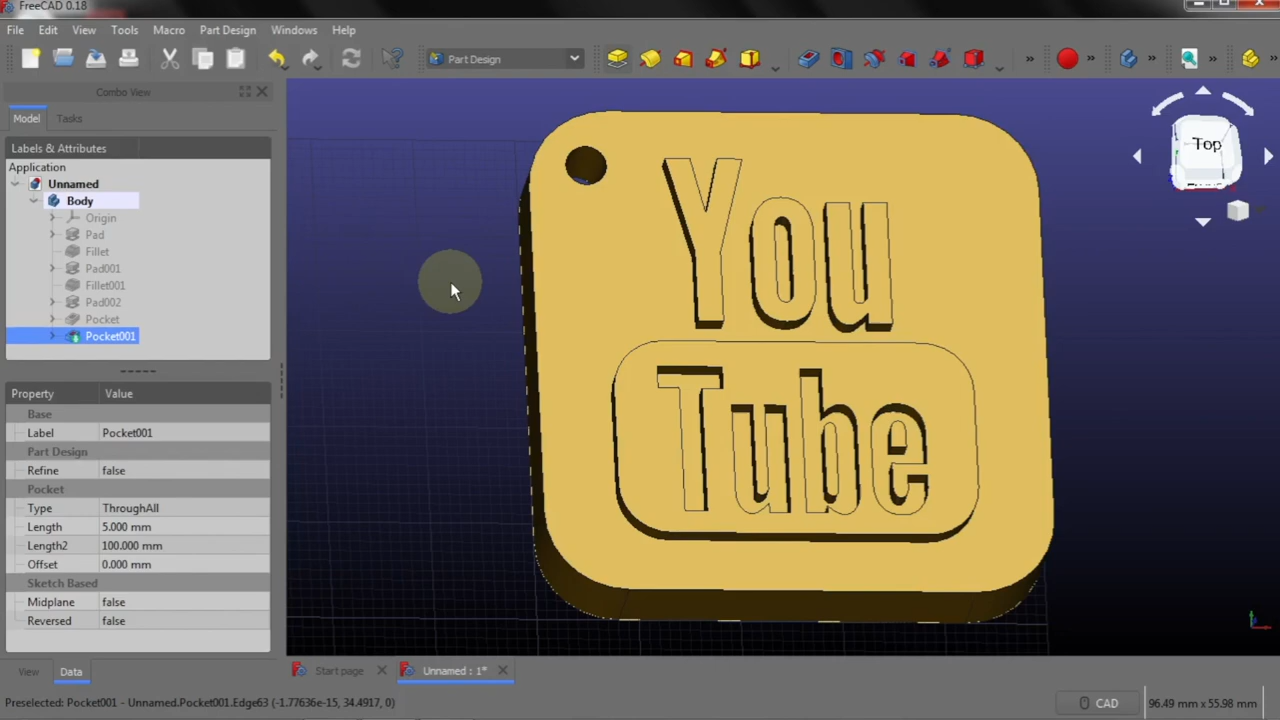 FreeCAD 0.18
File Edit View Tools Macro Part Design Windows Help
Part Design
Combo View
Model Tasks
Labels & Attributes
Application
Unnamed
Body
Origin
Pad
Fillet
Pad001
Fillet001
Pad002
Pocket
Pocket001
Property Value
Base
Label Pocket001
Part Design
Refine false
Pocket
Type ThroughAll
Length 5.000 mm
Length2 100.000 mm
Offset 0.000 mm
Sketch Based
Midplane false
Reversed false
View Data
You
Tube
Top
Start page Unnamed : 1*
Preselected: Pocket001 - Unnamed.Pocket001.Edge63 (-1.77636e-15, 34.4917, 0)
CAD 96.49 mm x 55.98 mm